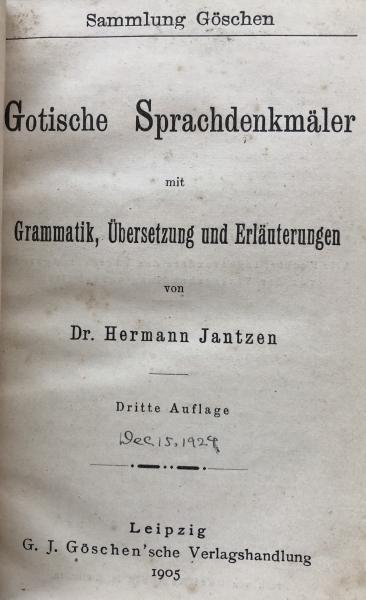 Sammlung Göschen
Gotische Sprachdenkmäler
mit
Grammatik, Übersetzung und Erläuterungen
von
Dr. Hermann Jantzen
Dritte Auflage
Dec. 15, 1929
Leipzig
G. J. Göschen'sche Verlagshandlung
1905